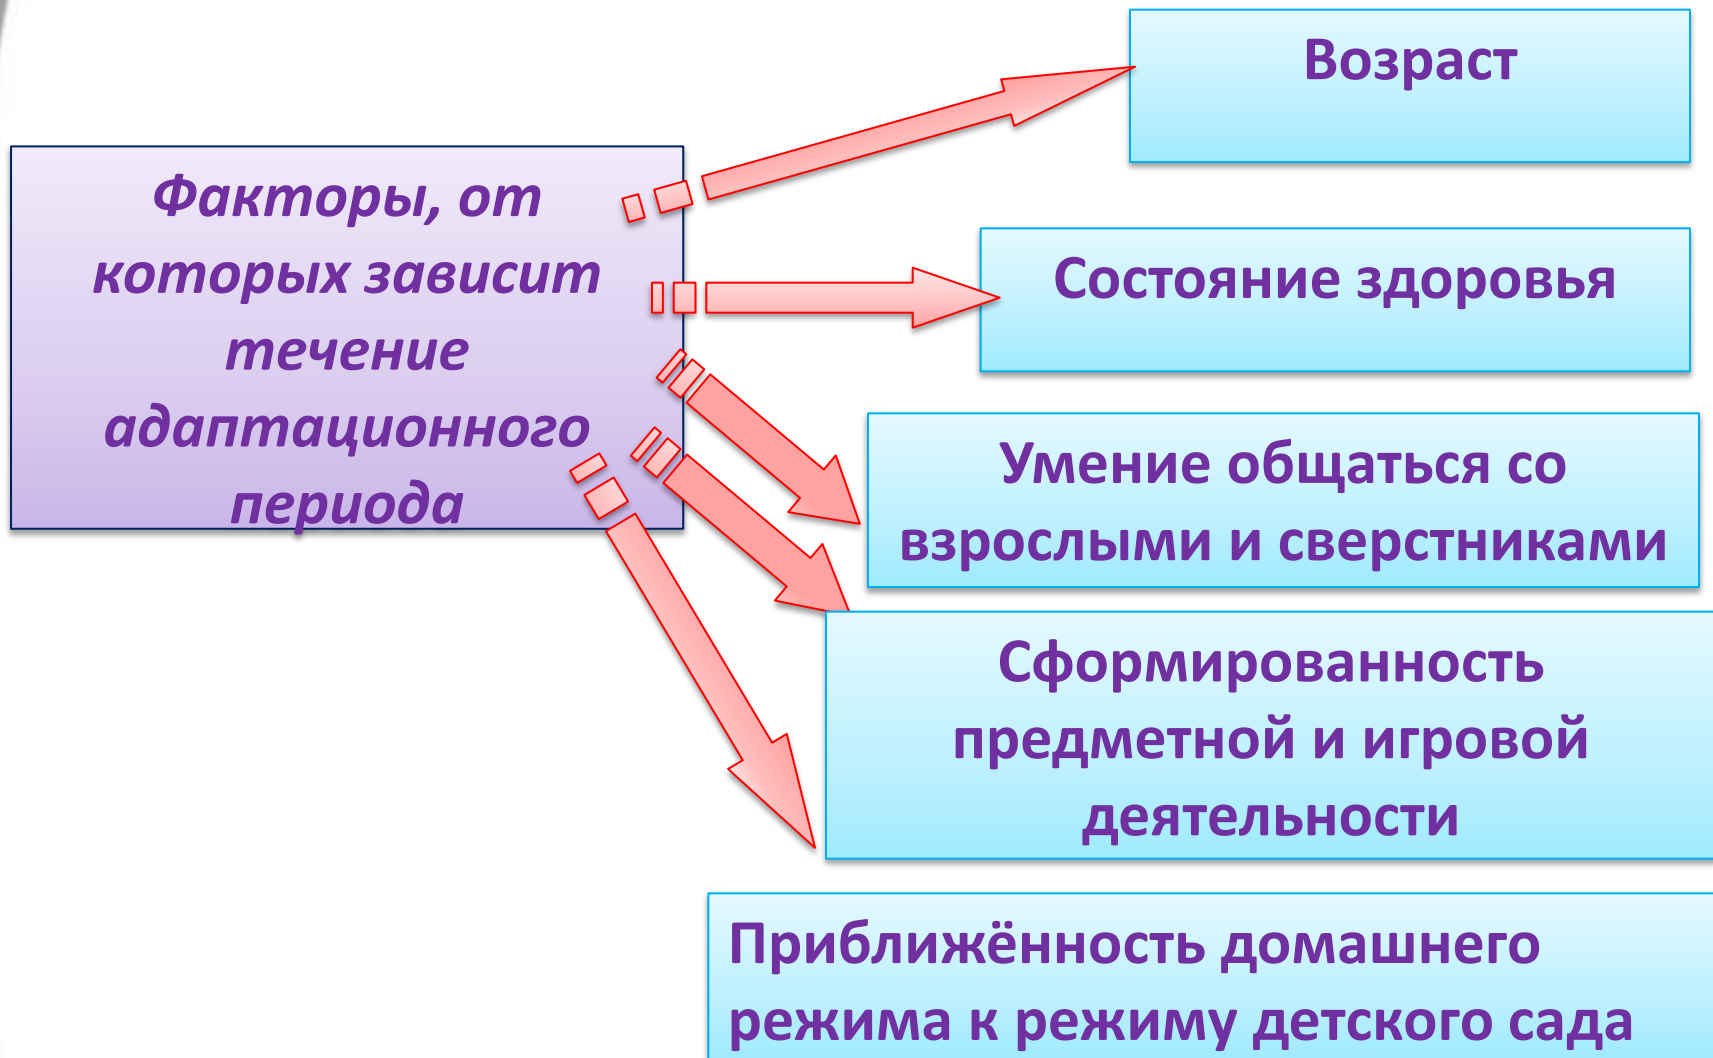 Факторы, от
которых зависит
течение
адаптационного
периода
Возраст
Состояние здоровья
Умение общаться со
взрослыми и сверстниками
Сформированность
предметной и игровой
деятельности
Приближённость домашнего
режима к режиму детского сада